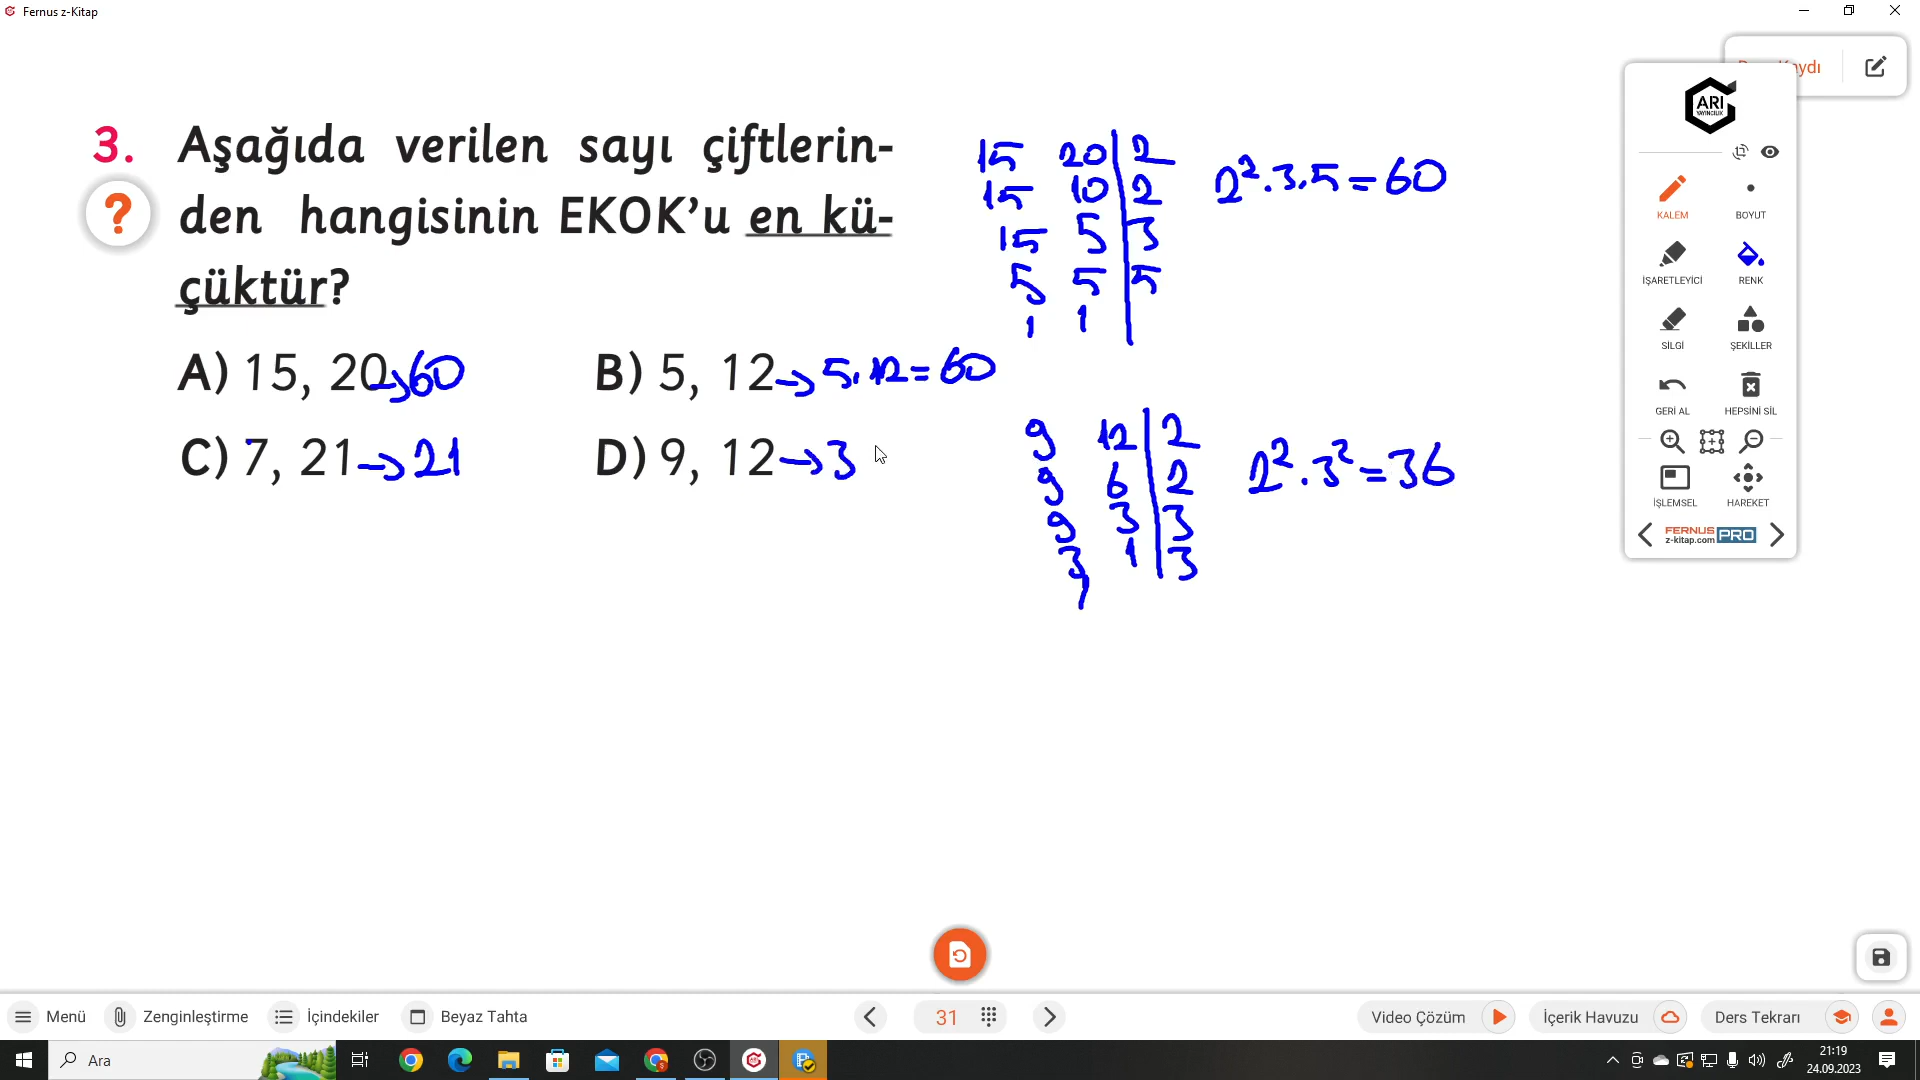 Fernus z-Kitap
Ders Kaydı
ARI
YAYINCILIK
KALEM
BOYUT
İŞARETLEYİCİ
RENK
SİLGİ
ŞEKİLLER
GERİ AL
HEPSİNİ SİL
İŞLEMSEL
HAREKET
FERNUS
z-kitap.com PRO
3. Aşağıda verilen sayı çiftlerin-
? den hangisinin EKOK’u en kü-
çüktür?
A) 15, 20 → 60
B) 5, 12 → 5.12 = 60
C) 7, 21 → 21
D) 9, 12 → 3
15 20 | 2
15 10 | 2
15 5 | 3
5 5 | 5
1 1
2².3.5 = 60
9 12 | 2
9 6 | 2
9 3 | 3
3 1 | 3
1
2².3² = 36
Menü
Zenginleştirme
İçindekiler
Beyaz Tahta
31
Video Çözüm
İçerik Havuzu
Ders Tekrarı
Ara
21:19
24.09.2023